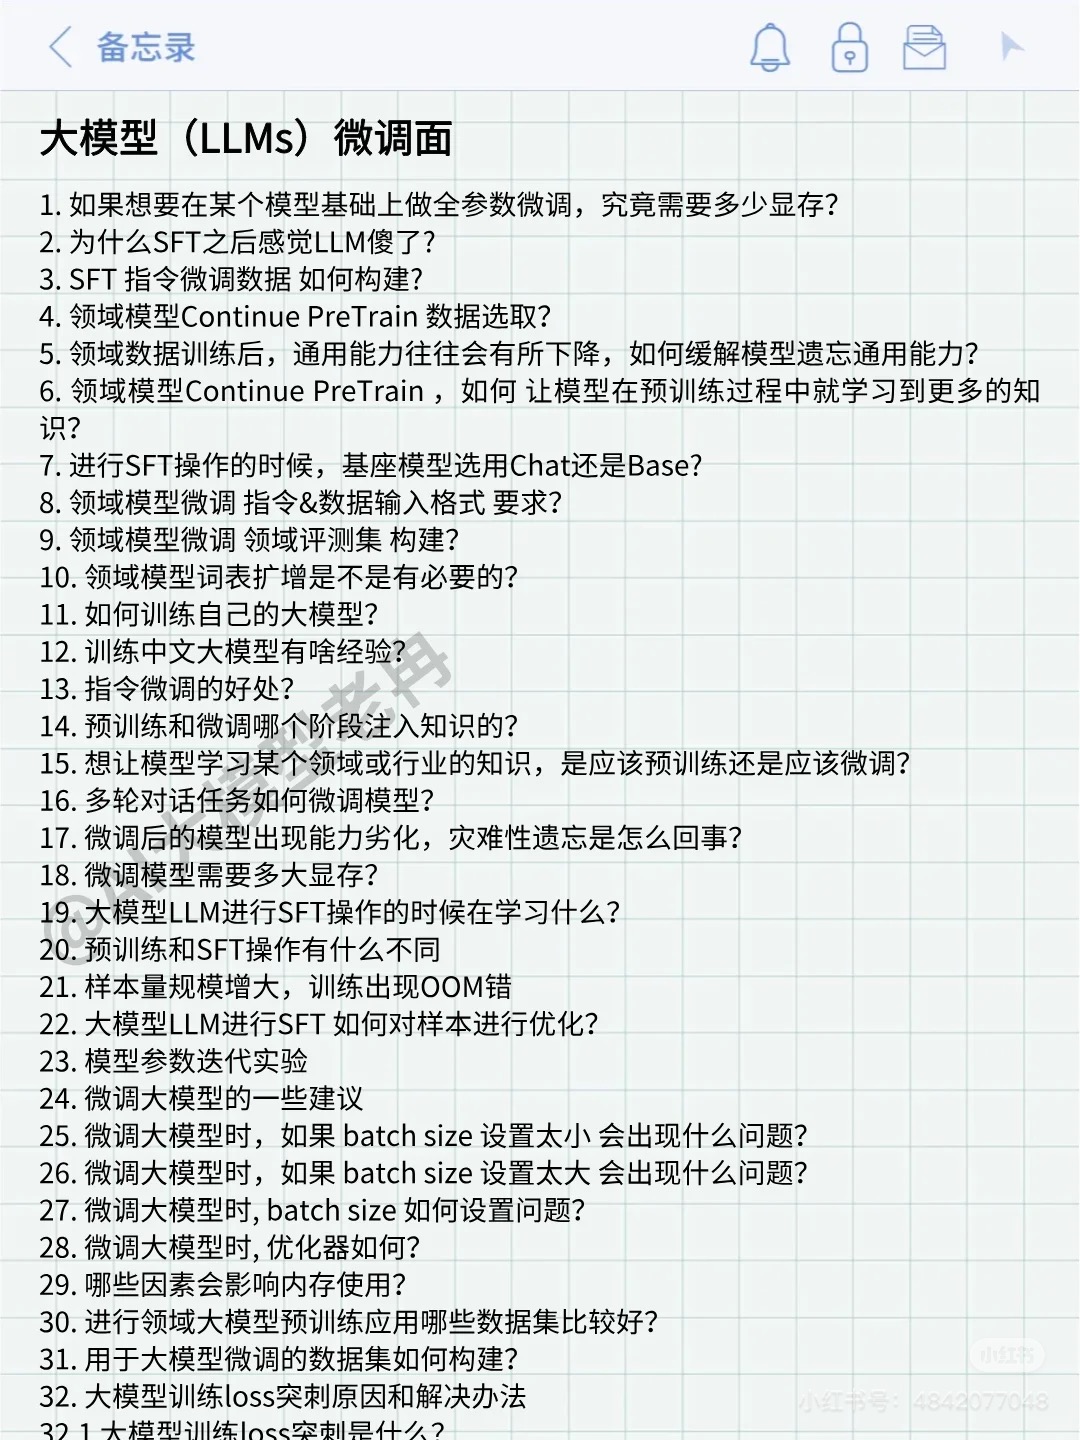 备忘录
大模型（LLMs）微调面
1. 如果想要在某个模型基础上做全参数微调，究竟需要多少显存？
2. 为什么SFT之后感觉LLM傻了?
3. SFT 指令微调数据 如何构建?
4. 领域模型Continue PreTrain 数据选取？
5. 领域数据训练后，通用能力往往会有所下降，如何缓解模型遗忘通用能力？
6. 领域模型Continue PreTrain ，如何 让模型在预训练过程中就学习到更多的知
识？
7. 进行SFT操作的时候，基座模型选用Chat还是Base?
8. 领域模型微调 指令&数据输入格式 要求？
9. 领域模型微调 领域评测集 构建？
10. 领域模型词表扩增是不是有必要的？
11. 如何训练自己的大模型？
12. 训练中文大模型有啥经验？
13. 指令微调的好处？
14. 预训练和微调哪个阶段注入知识的？
15. 想让模型学习某个领域或行业的知识，是应该预训练还是应该微调？
16. 多轮对话任务如何微调模型？
17. 微调后的模型出现能力劣化，灾难性遗忘是怎么回事？
18. 微调模型需要多大显存？
19. 大模型LLM进行SFT操作的时候在学习什么？
20. 预训练和SFT操作有什么不同
21. 样本量规模增大，训练出现OOM错
22. 大模型LLM进行SFT 如何对样本进行优化？
23. 模型参数迭代实验
24. 微调大模型的一些建议
25. 微调大模型时，如果 batch size 设置太小 会出现什么问题？
26. 微调大模型时，如果 batch size 设置太大 会出现什么问题？
27. 微调大模型时, batch size 如何设置问题？
28. 微调大模型时, 优化器如何？
29. 哪些因素会影响内存使用？
30. 进行领域大模型预训练应用哪些数据集比较好？
31. 用于大模型微调的数据集如何构建？
32. 大模型训练loss突刺原因和解决办法
32.1 大模型训练loss突刺是什么？
@AI大模型老冉
小红书
小红书号：4842077048